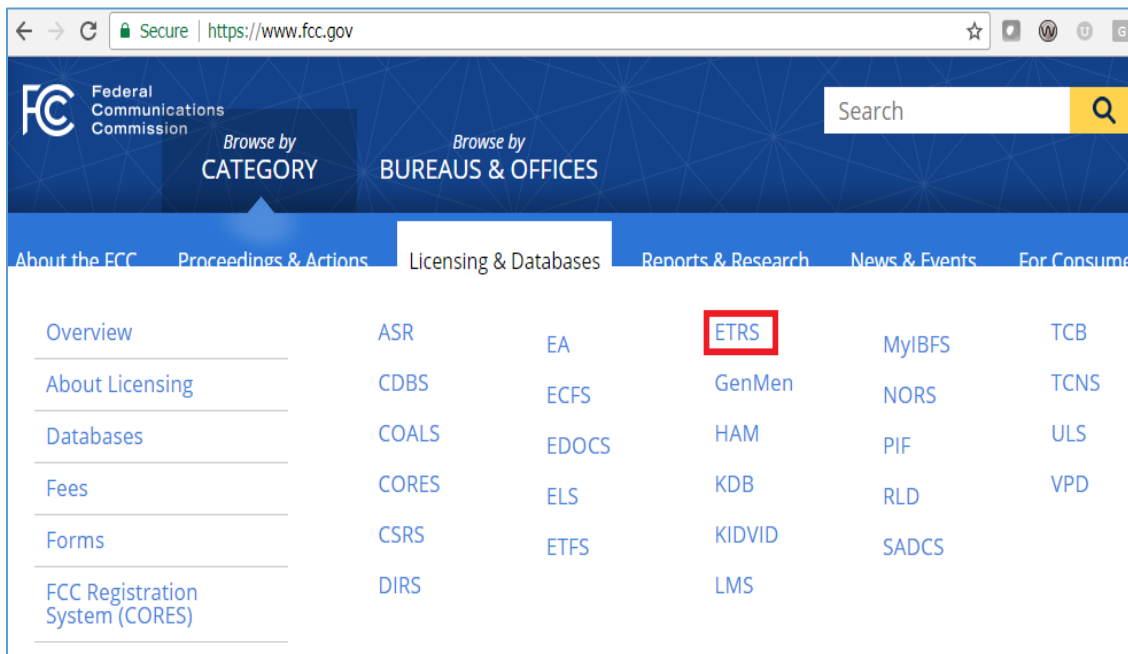 Secure | https://www.fcc.gov
FCC
Federal
Communications
Commission
Search
Browse by
CATEGORY
Browse by
BUREAUS & OFFICES
About the FCC Proceedings & Actions Licensing & Databases Reports & Research News & Events For Consume
Overview
About Licensing
Databases
Fees
Forms
FCC Registration
System (CORES)
ASR
CDBS
COALS
CORES
CSRS
DIRS
EA
ECFS
EDOCS
ELS
ETFS
ETRS
GenMen
HAM
KDB
KIDVID
LMS
MyIBFS
NORS
PIF
RLD
SADCS
TCB
TCNS
ULS
VPD